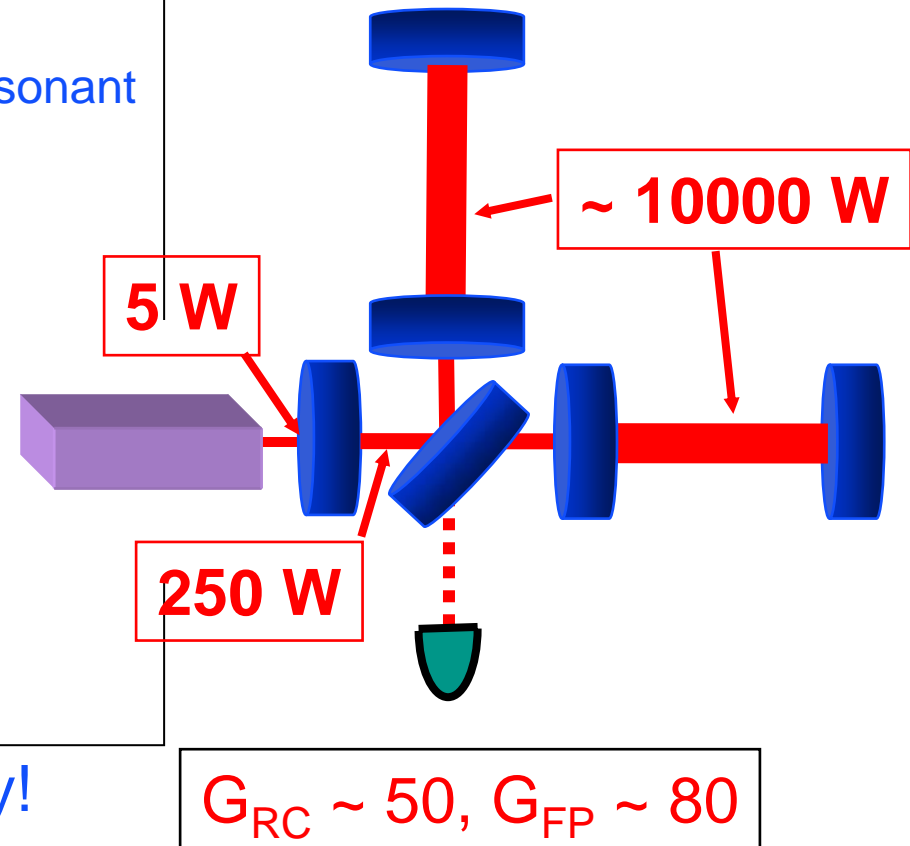 sonant
~ 10000 W
5 W
250 W
y!
G_RC ~ 50, G_FP ~ 80